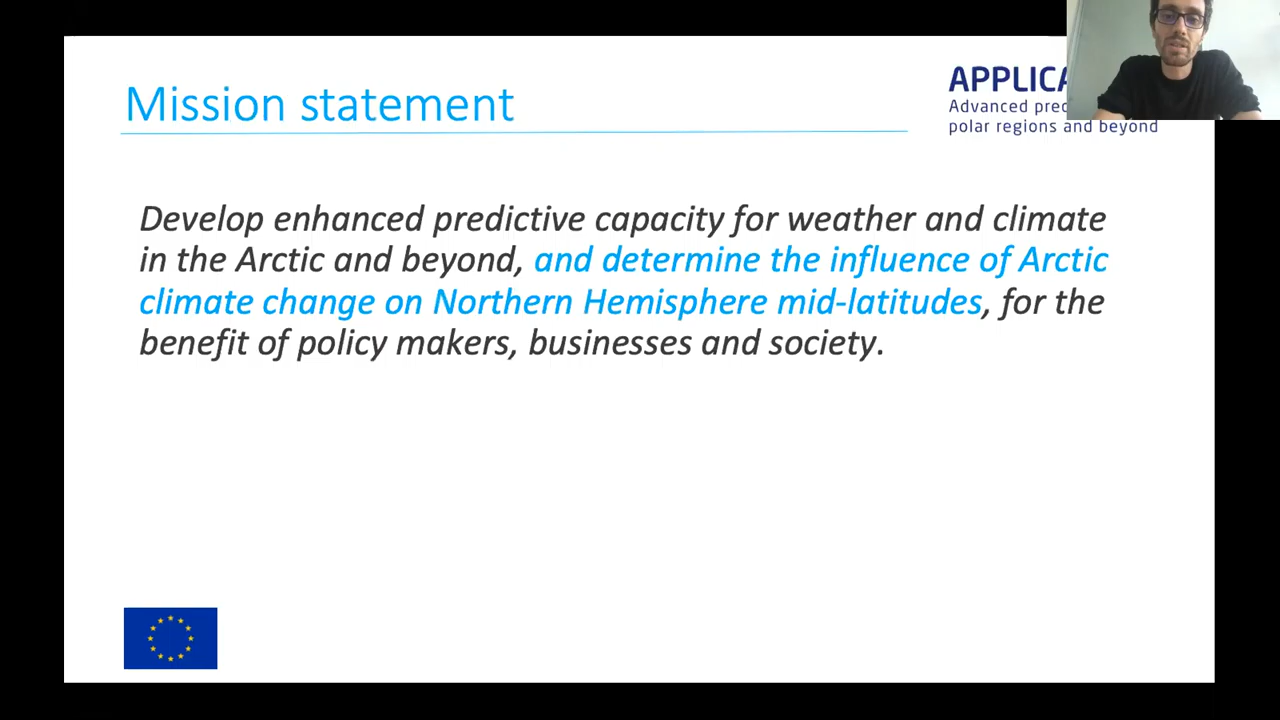 Mission statement
APPLICA
Advanced pred
polar regions and beyond
Develop enhanced predictive capacity for weather and climate
in the Arctic and beyond, and determine the influence of Arctic
climate change on Northern Hemisphere mid-latitudes, for the
benefit of policy makers, businesses and society.